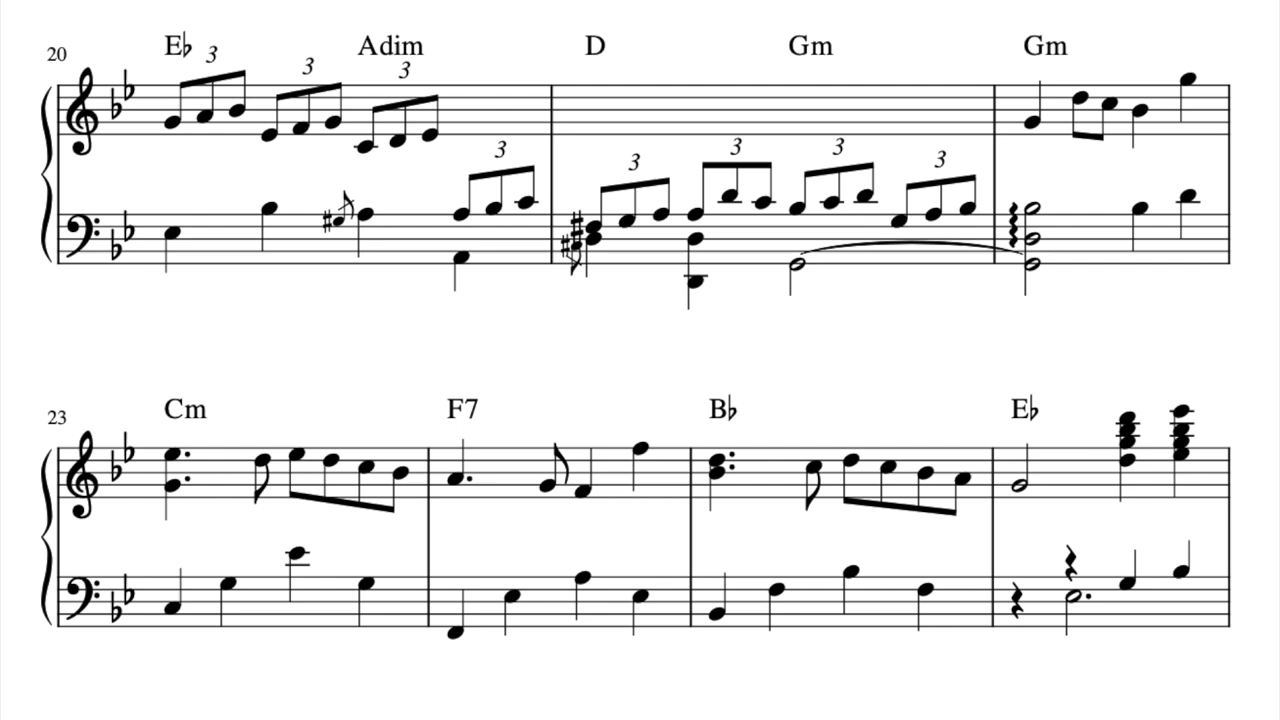 20 E♭ 3 3 Adim 3 D Gm Gm
3 3 3 3 3
23 Cm F7 B♭ E♭